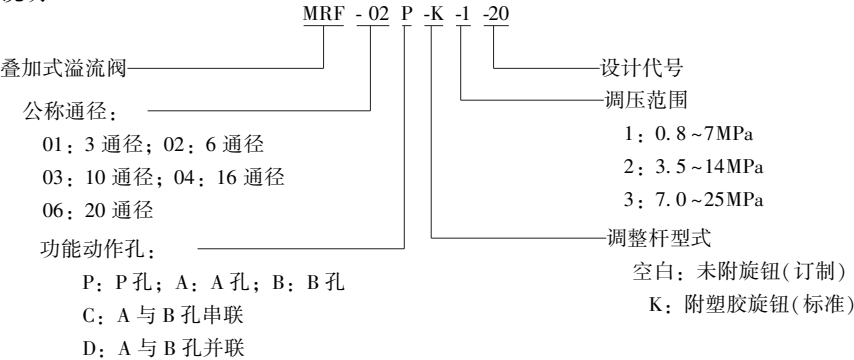 MRF -02 P -K -1 -20
叠加式溢流阀
公称通径：
01：3 通径；02：6 通径
03：10 通径；04：16 通径
06：20 通径
功能动作孔：
P：P 孔；A：A 孔；B：B 孔
C：A 与 B 孔串联
D：A 与 B 孔并联
设计代号
调压范围
1：0.8~7MPa
2：3.5~14MPa
3：7.0~25MPa
调整杆型式
空白：未附旋钮(订制)
K：附塑胶旋钮(标准)